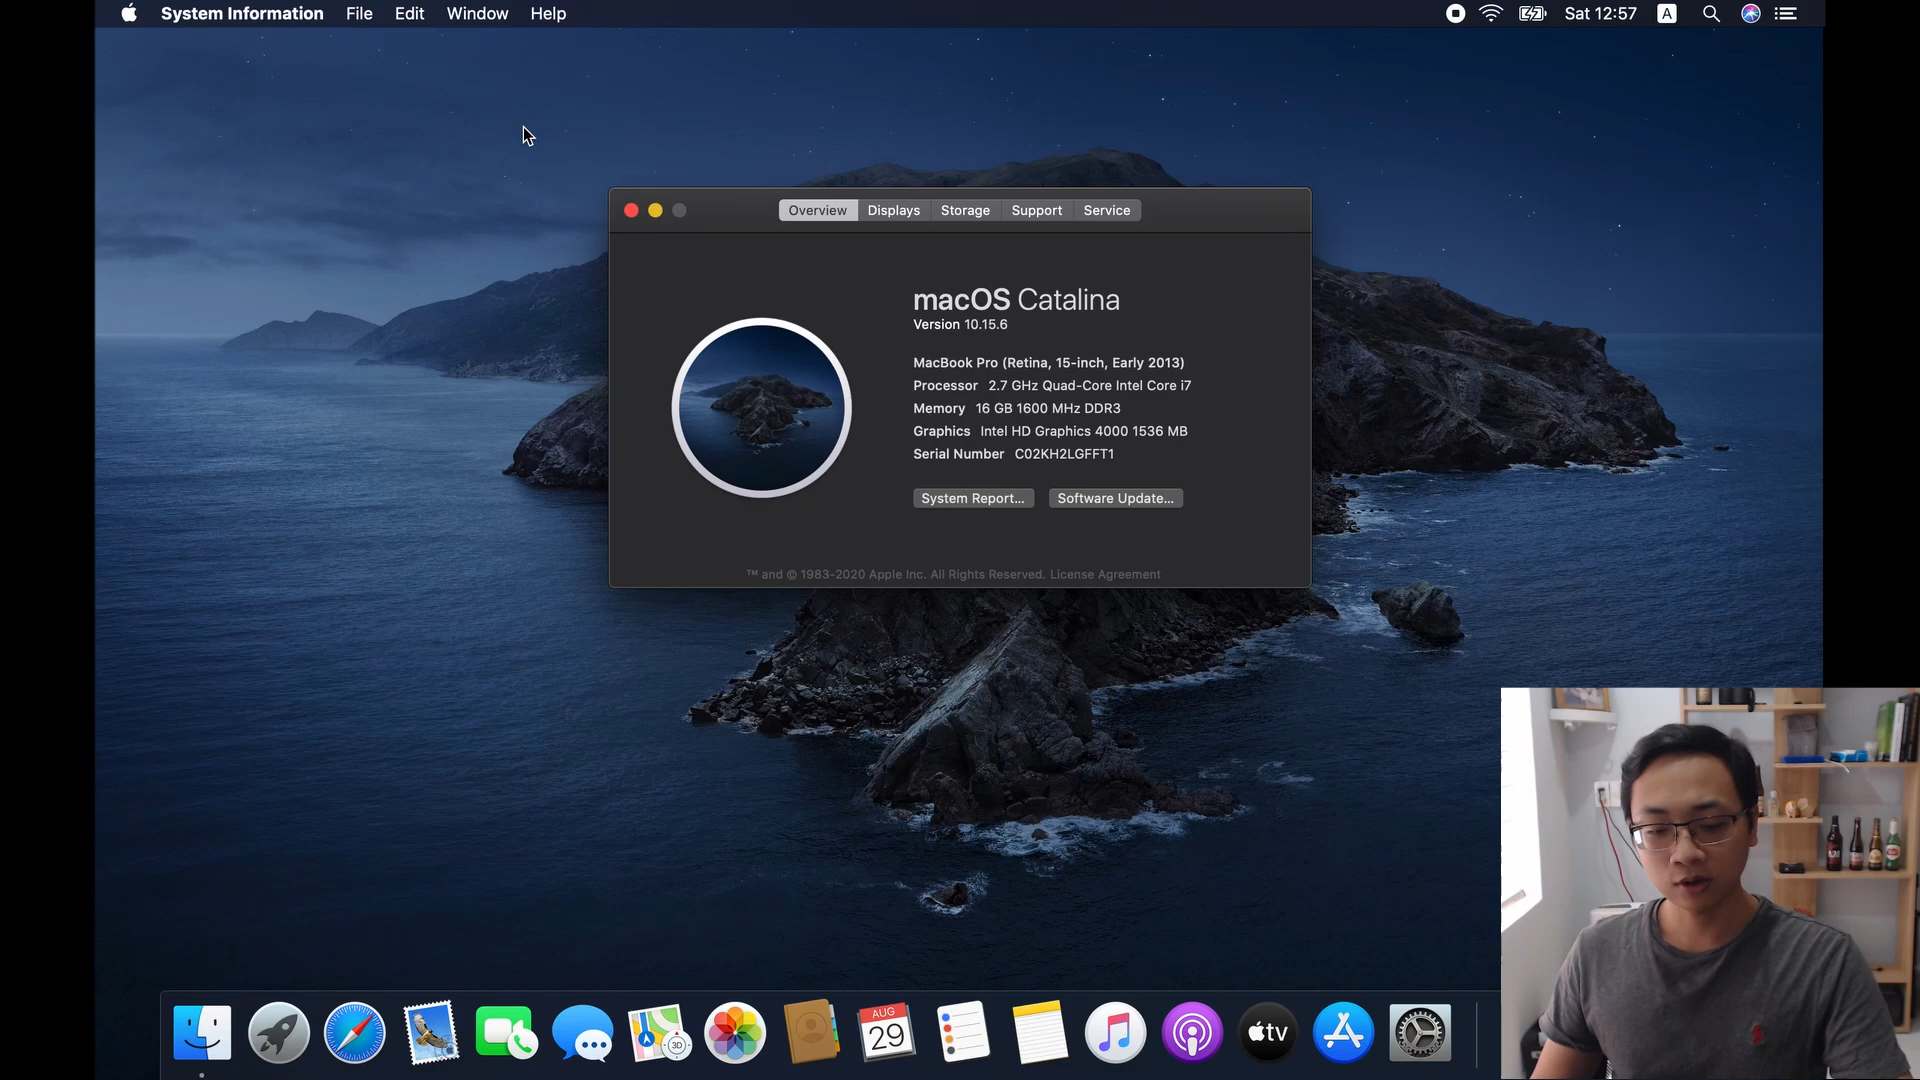 System Information File Edit Window Help Sat 12:57 A
Overview Displays Storage Support Service
macOS Catalina
Version 10.15.6
MacBook Pro (Retina, 15-inch, Early 2013)
Processor 2.7 GHz Quad-Core Intel Core i7
Memory 16 GB 1600 MHz DDR3
Graphics Intel HD Graphics 4000 1536 MB
Serial Number C02KH2LGFFT1
System Report... Software Update...
™ and © 1983-2020 Apple Inc. All Rights Reserved. License Agreement
3D
AUG
29
tv